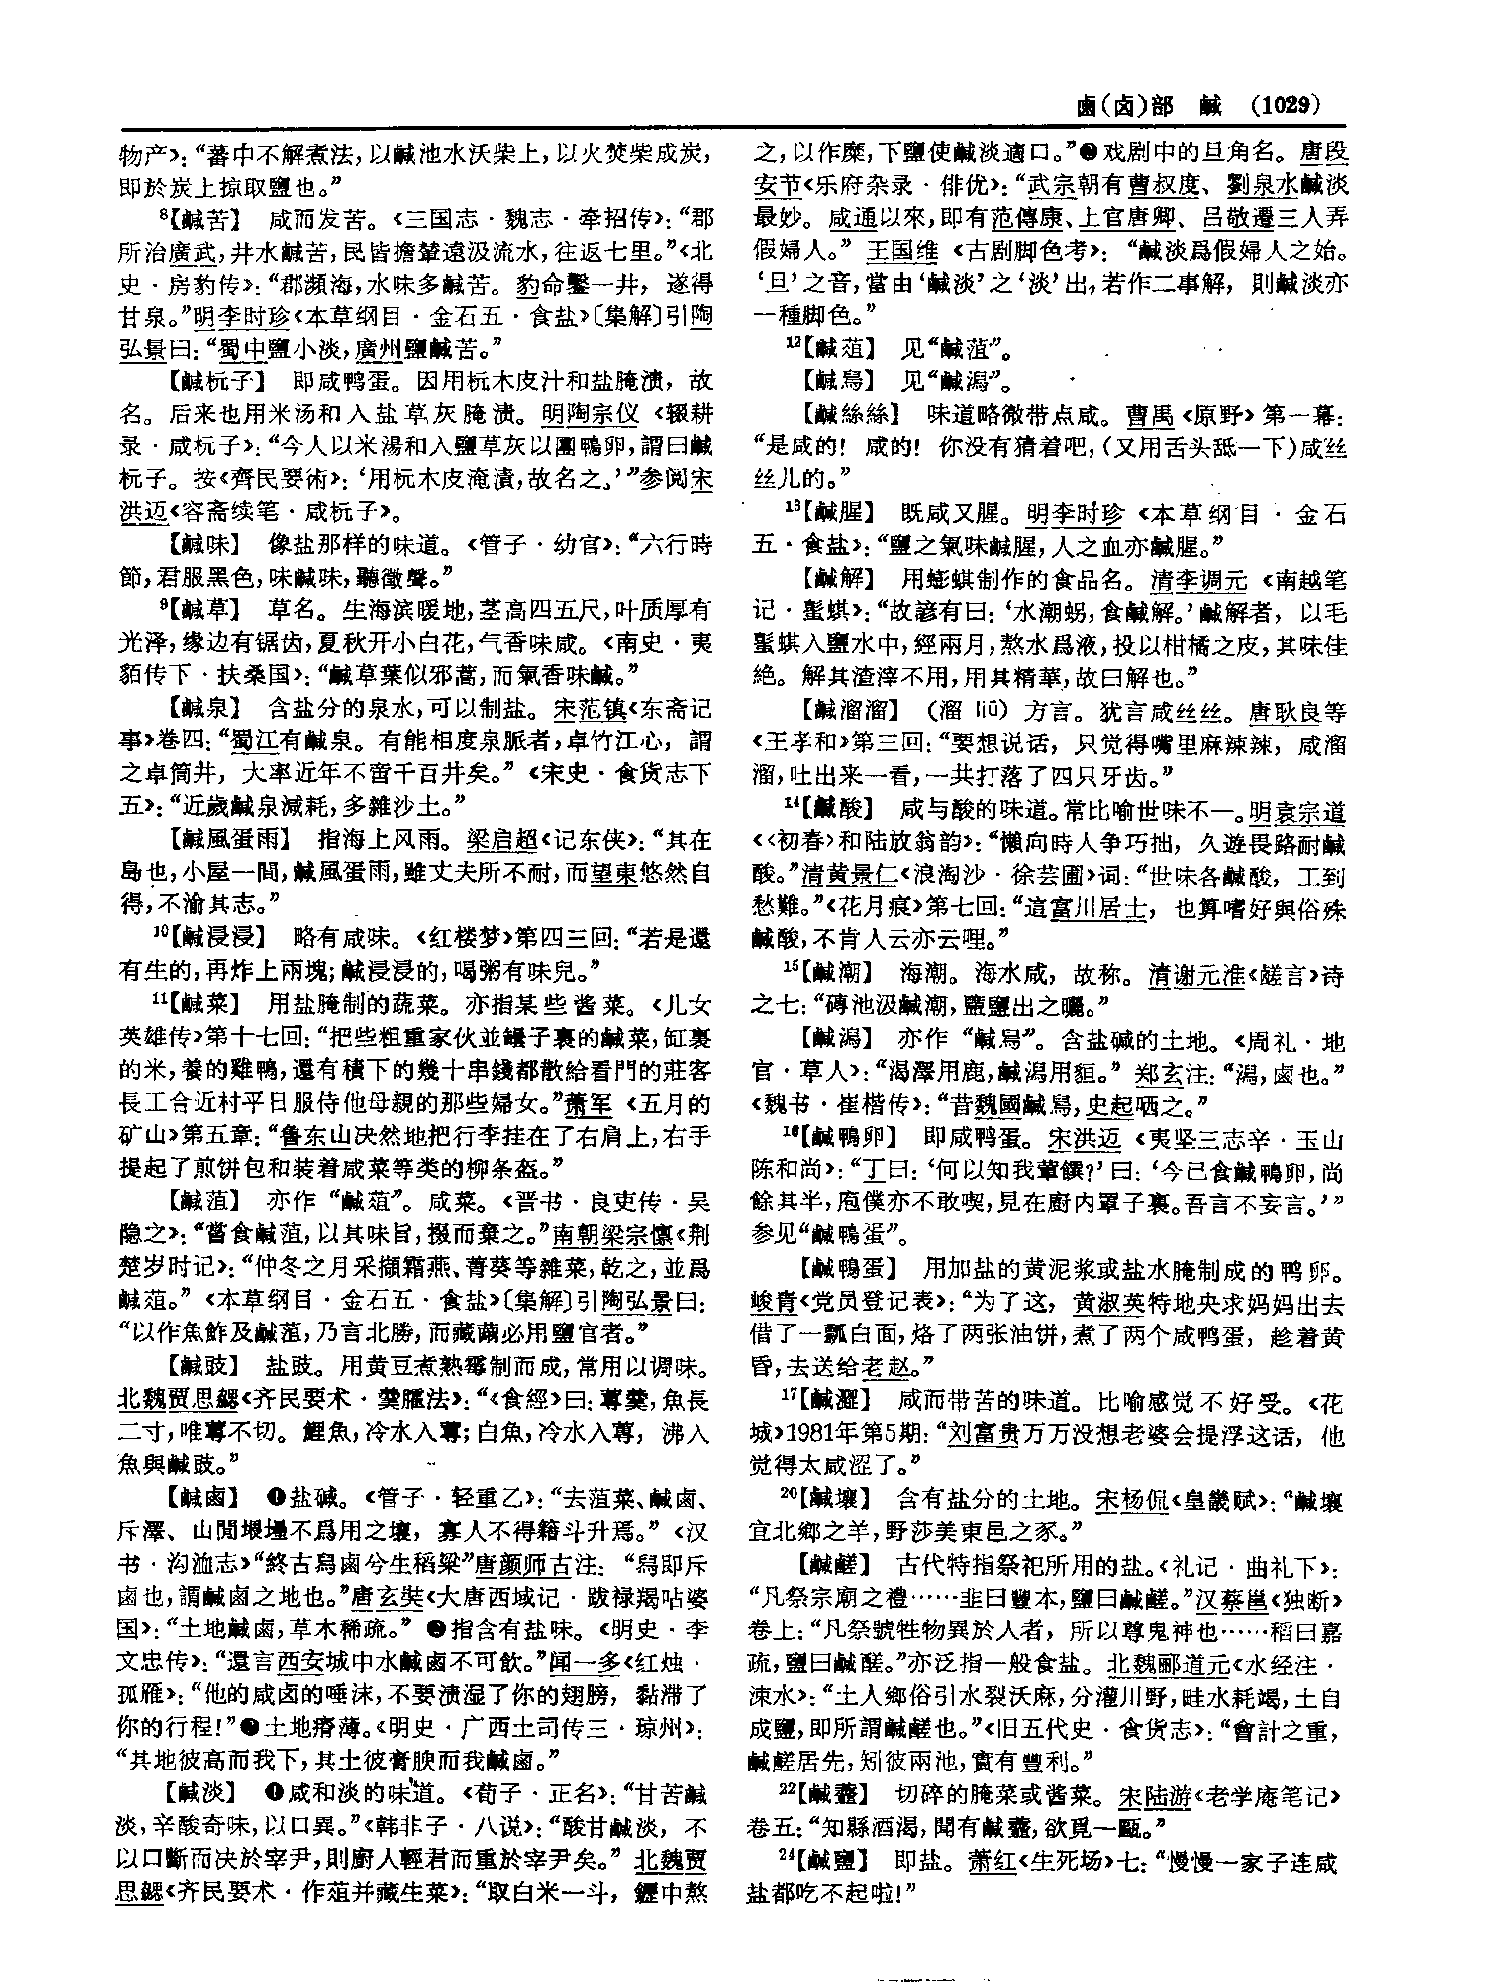 鹵(卤)部　鹹　(1029)
物产》：“蕃中不解煮法，以鹹池水沃柴上，以火焚柴成炭，
即於炭上掠取鹽也。”
8【鹹苦】　咸而发苦。《三国志·魏志·牵招传》：“郡
所治廣武，井水鹹苦，民皆擔輦遠汲流水，往返七里。”《北
史·房豹传》：“郡瀕海，水味多鹹苦。豹命鑿一井，遂得
甘泉。”明李时珍《本草纲目·金石五·食盐》〔集解〕引陶
弘景曰：“蜀中鹽小淡，廣州鹽鹹苦。”
【鹹杬子】　即咸鸭蛋。因用杬木皮汁和盐腌渍，故
名。后来也用米汤和入盐草灰腌渍。明陶宗仪《辍耕
录·咸杬子》：“今人以米湯和入鹽草灰以團鴨卵，謂曰鹹
杬子。按《齊民要術》：‘用杬木皮淹漬，故名之。’”参阅宋
洪迈《容斋续笔·咸杬子》。
【鹹味】　像盐那样的味道。《管子·幼官》：“六行時
節，君服黑色，味鹹味，聽徵聲。”
9【鹹草】　草名。生海滨暖地，茎高四五尺，叶质厚有
光泽，缘边有锯齿，夏秋开小白花，气香味咸。《南史·夷
貊传下·扶桑国》：“鹹草葉似邪蒿，而氣香味鹹。”
【鹹泉】　含盐分的泉水，可以制盐。宋范镇《东斋记
事》卷四：“蜀江有鹹泉。有能相度泉脈者，卓竹江心，謂
之卓筒井，大率近年不啻千百井矣。”《宋史·食货志下
五》：“近歲鹹泉減耗，多雜沙土。”
【鹹風蛋雨】　指海上风雨。梁启超《记东侠》：“其在
島也，小屋一間，鹹風蛋雨，雖丈夫所不耐，而望東悠然自
得，不渝其志。”
10【鹹浸浸】　略有咸味。《红楼梦》第四三回：“若是還
有生的，再炸上兩塊；鹹浸浸的，喝粥有味兒。”
11【鹹菜】　用盐腌制的蔬菜。亦指某些酱菜。《儿女
英雄传》第十七回：“把些粗重家伙並罎子裏的鹹菜，缸裏
的米，養的雞鴨，還有積下的幾十串錢都散給看門的莊客
長工合近村平日服侍他母親的那些婦女。”萧军《五月的
矿山》第五章：“鲁东山决然地把行李挂在了右肩上，右手
提起了煎饼包和装着咸菜等类的柳条盔。”
【鹹菹】　亦作“鹹葅”。咸菜。《晋书·良吏传·吴
隐之》：“嘗食鹹菹，以其味旨，掇而棄之。”南朝梁宗懔《荆
楚岁时记》：“仲冬之月采擷霜燕、菁葵等雜菜，乾之，並爲
鹹葅。”《本草纲目·金石五·食盐》〔集解〕引陶弘景曰：
“以作魚鮓及鹹菹，乃言北勝，而藏繭必用鹽官者。”
【鹹豉】　盐豉。用黄豆煮熟霉制而成，常用以调味。
北魏贾思勰《齐民要术·羹臛法》：“《食經》曰：蓴羹，魚長
二寸，唯蓴不切。鯉魚，冷水入蓴；白魚，冷水入蓴，沸入
魚與鹹豉。”
【鹹鹵】　❶盐碱。《管子·轻重乙》：“去菹菜、鹹鹵、
斥澤、山間㙗𡑞不爲用之壤，寡人不得籍斗升焉。”《汉
书·沟洫志》“終古舄鹵兮生稻粱”唐颜师古注：“舄即斥
鹵也，謂鹹鹵之地也。”唐玄奘《大唐西域记·跋禄羯呫婆
国》：“土地鹹鹵，草木稀疏。”❷指含有盐味。《明史·李
文忠传》：“還言西安城中水鹹鹵不可飲。”闻一多《红烛·
孤雁》：“他的咸卤的唾沫，不要渍湿了你的翅膀，黏滞了
你的行程！”❸土地瘠薄。《明史·广西土司传三·琼州》：
“其地彼高而我下，其土彼膏腴而我鹹鹵。”
【鹹淡】　❶咸和淡的味道。《荀子·正名》：“甘苦鹹
淡，辛酸奇味，以口異。”《韩非子·八说》：“酸甘鹹淡，不
以口斷而决於宰尹，則廚人輕君而重於宰尹矣。”北魏贾
思勰《齐民要术·作菹并藏生菜》：“取白米一斗，䥶中熬
之，以作糜，下鹽使鹹淡適口。”❷戏剧中的旦角名。唐段
安节《乐府杂录·俳优》：“武宗朝有曹叔度、劉泉水鹹淡
最妙。咸通以來，即有范傳康、上官唐卿、吕敬遷三人弄
假婦人。”王国维《古剧脚色考》：“鹹淡爲假婦人之始。
‘旦’之音，當由‘鹹淡’之‘淡’出，若作二事解，則鹹淡亦
一種脚色。”
12【鹹葅】　见“鹹菹”。
【鹹舄】　见“鹹潟”。
【鹹絲絲】　味道略微带点咸。曹禺《原野》第一幕：
“是咸的！咸的！你没有猜着吧，（又用舌头舐一下）咸丝
丝儿的。”
13【鹹腥】　既咸又腥。明李时珍《本草纲目·金石
五·食盐》：“鹽之氣味鹹腥，人之血亦鹹腥。”
【鹹解】　用蟛蜞制作的食品名。清李调元《南越笔
记·蟚蜞》：“故諺有曰：‘水潮蜴，食鹹解。’鹹解者，以毛
蟚蜞入鹽水中，經兩月，熬水爲液，投以柑橘之皮，其味佳
絶。解其渣滓不用，用其精華，故曰解也。”
【鹹溜溜】　（溜 liū）方言。犹言咸丝丝。唐耿良等
《王孝和》第三回：“要想说话，只觉得嘴里麻辣辣，咸溜
溜，吐出来一看，一共打落了四只牙齿。”
14【鹹酸】　咸与酸的味道。常比喻世味不一。明袁宗道
《〈初春〉和陆放翁韵》：“懶向時人争巧拙，久遊畏路耐鹹
酸。”清黄景仁《浪淘沙·徐芸圃》词：“世味各鹹酸，工到
愁難。”《花月痕》第七回：“這富川居士，也算嗜好與俗殊
鹹酸，不肯人云亦云哩。”
15【鹹潮】　海潮。海水咸，故称。清谢元淮《鹾言》诗
之七：“磚池汲鹹潮，鹽鹽出之曬。”
【鹹潟】　亦作“鹹舄”。含盐碱的土地。《周礼·地
官·草人》：“渴澤用鹿，鹹潟用貆。”郑玄注：“潟，鹵也。”
《魏书·崔楷传》：“昔魏國鹹舄，史起哂之。”
16【鹹鴨卵】　即咸鸭蛋。宋洪迈《夷坚三志辛·玉山
陈和尚》：“丁曰：‘何以知我葷饌？’曰：‘今已食鹹鴨卵，尚
餘其半，庖僕亦不敢喫，見在廚内罩子裏。吾言不妄言。’”
参见“鹹鴨蛋”。
【鹹鴨蛋】　用加盐的黄泥浆或盐水腌制成的鸭卵。
峻青《党员登记表》：“为了这，黄淑英特地央求妈妈出去
借了一瓢白面，烙了两张油饼，煮了两个咸鸭蛋，趁着黄
昏，去送给老赵。”
17【鹹澀】　咸而带苦的味道。比喻感觉不好受。《花
城》1981年第5期：“刘富贵万万没想老婆会提浮这话，他
觉得太咸涩了。”
20【鹹壤】　含有盐分的土地。宋杨侃《皇畿赋》：“鹹壤
宜北鄉之羊，野莎美東邑之豕。”
【鹹鹺】　古代特指祭祀所用的盐。《礼记·曲礼下》：
“凡祭宗廟之禮……韭曰豐本，鹽曰鹹鹺。”汉蔡邕《独断》
卷上：“凡祭號牲物異於人者，所以尊鬼神也……稻曰嘉
疏，鹽曰鹹鹺。”亦泛指一般食盐。北魏郦道元《水经注·
涑水》：“土人鄉俗引水裂沃麻，分灌川野，畦水耗竭，土自
成鹽，即所謂鹹鹺也。”《旧五代史·食货志》：“會計之重，
鹹鹺居先，矧彼兩池，實有豐利。”
22【鹹虀】　切碎的腌菜或酱菜。宋陆游《老学庵笔记》
卷五：“知縣酒渴，聞有鹹虀，欲覓一甌。”
24【鹹鹽】　即盐。萧红《生死场》七：“慢慢一家子连咸
盐都吃不起啦！”